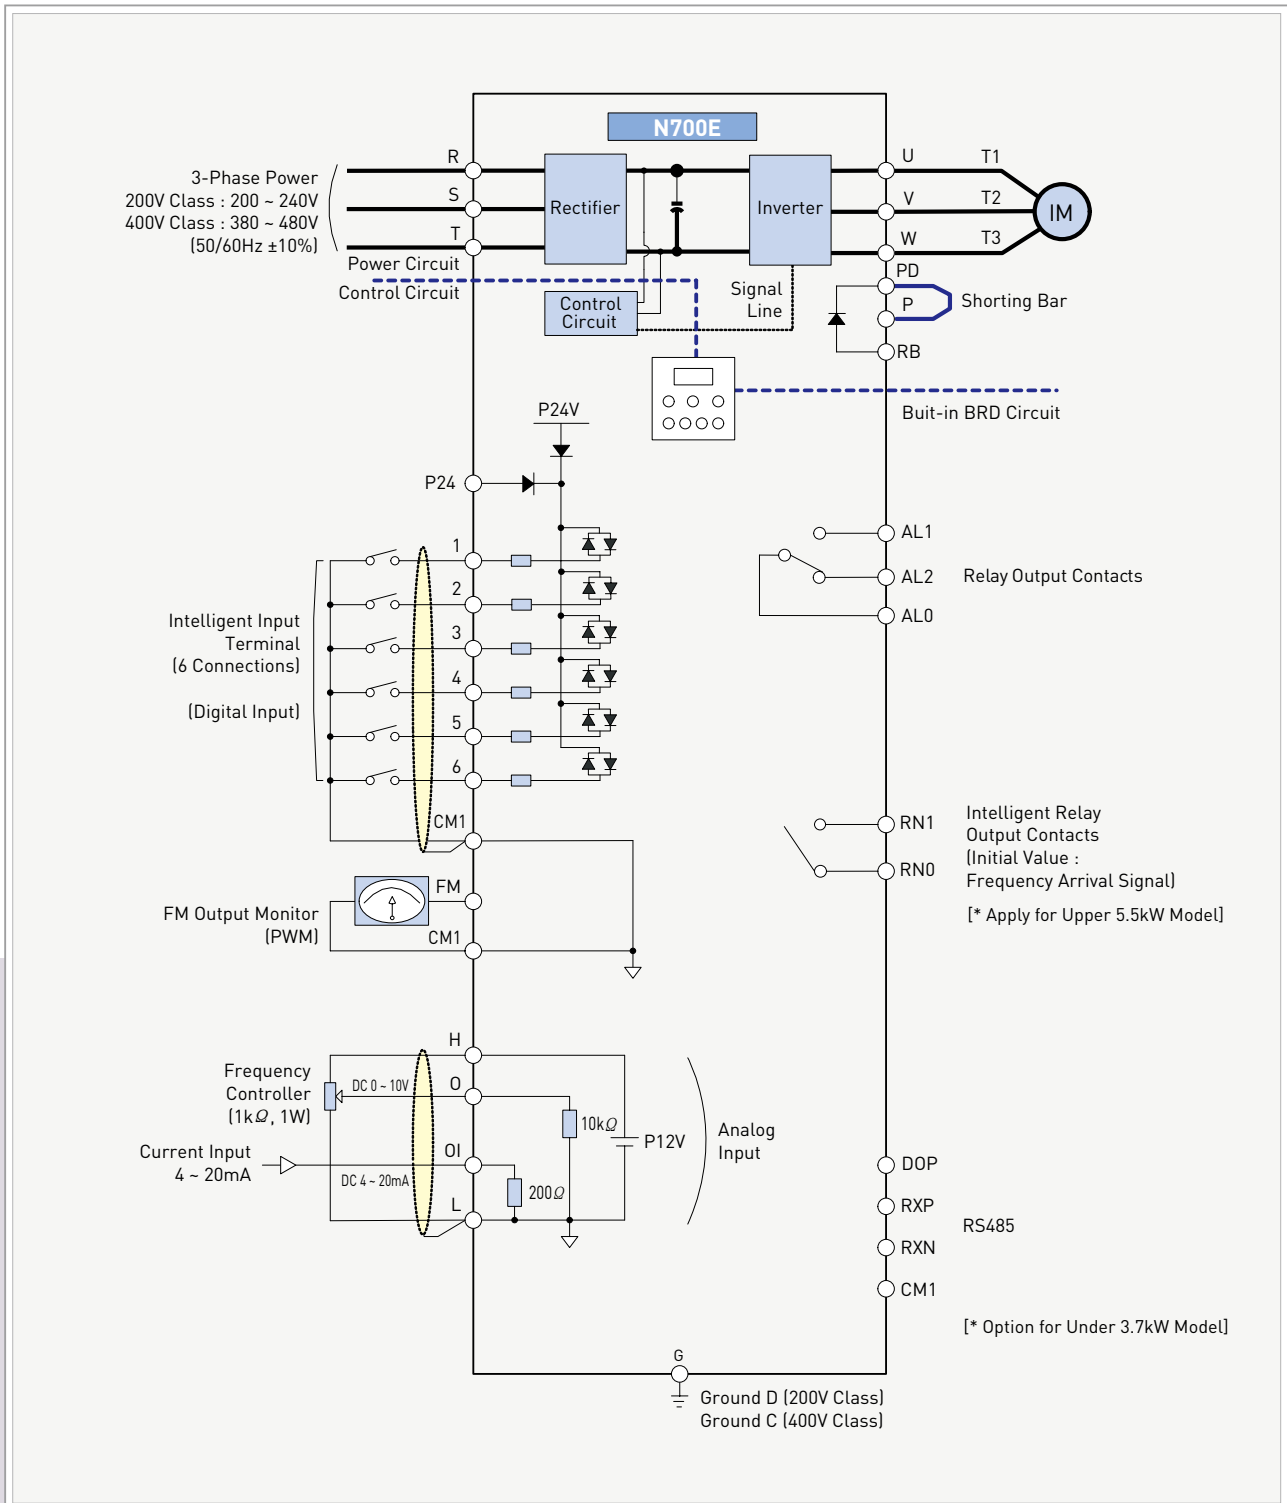 N700E
R
S
T
3-Phase Power
200V Class : 200 ~ 240V
400V Class : 380 ~ 480V
(50/60Hz ±10%)
Rectifier
Inverter
U
V
W
T1
T2
T3
IM
Power Circuit
Control Circuit
Control
Circuit
Signal
Line
PD
P
RB
Shorting Bar
Buit-in BRD Circuit
P24V
P24
1
2
3
4
5
6
CM1
Intelligent Input
Terminal
(6 Connections)
(Digital Input)
AL1
AL2
AL0
Relay Output Contacts
RN1
RN0
Intelligent Relay
Output Contacts
(Initial Value :
Frequency Arrival Signal)
[* Apply for Upper 5.5kW Model]
FM
CM1
FM Output Monitor
(PWM)
H
O
OI
L
Frequency
Controller
(1kΩ, 1W)
DC 0 ~ 10V
Current Input
4 ~ 20mA
DC 4 ~ 20mA
10kΩ
200Ω
P12V
Analog
Input
DOP
RXP
RXN
CM1
RS485
[* Option for Under 3.7kW Model]
G
Ground D (200V Class)
Ground C (400V Class)